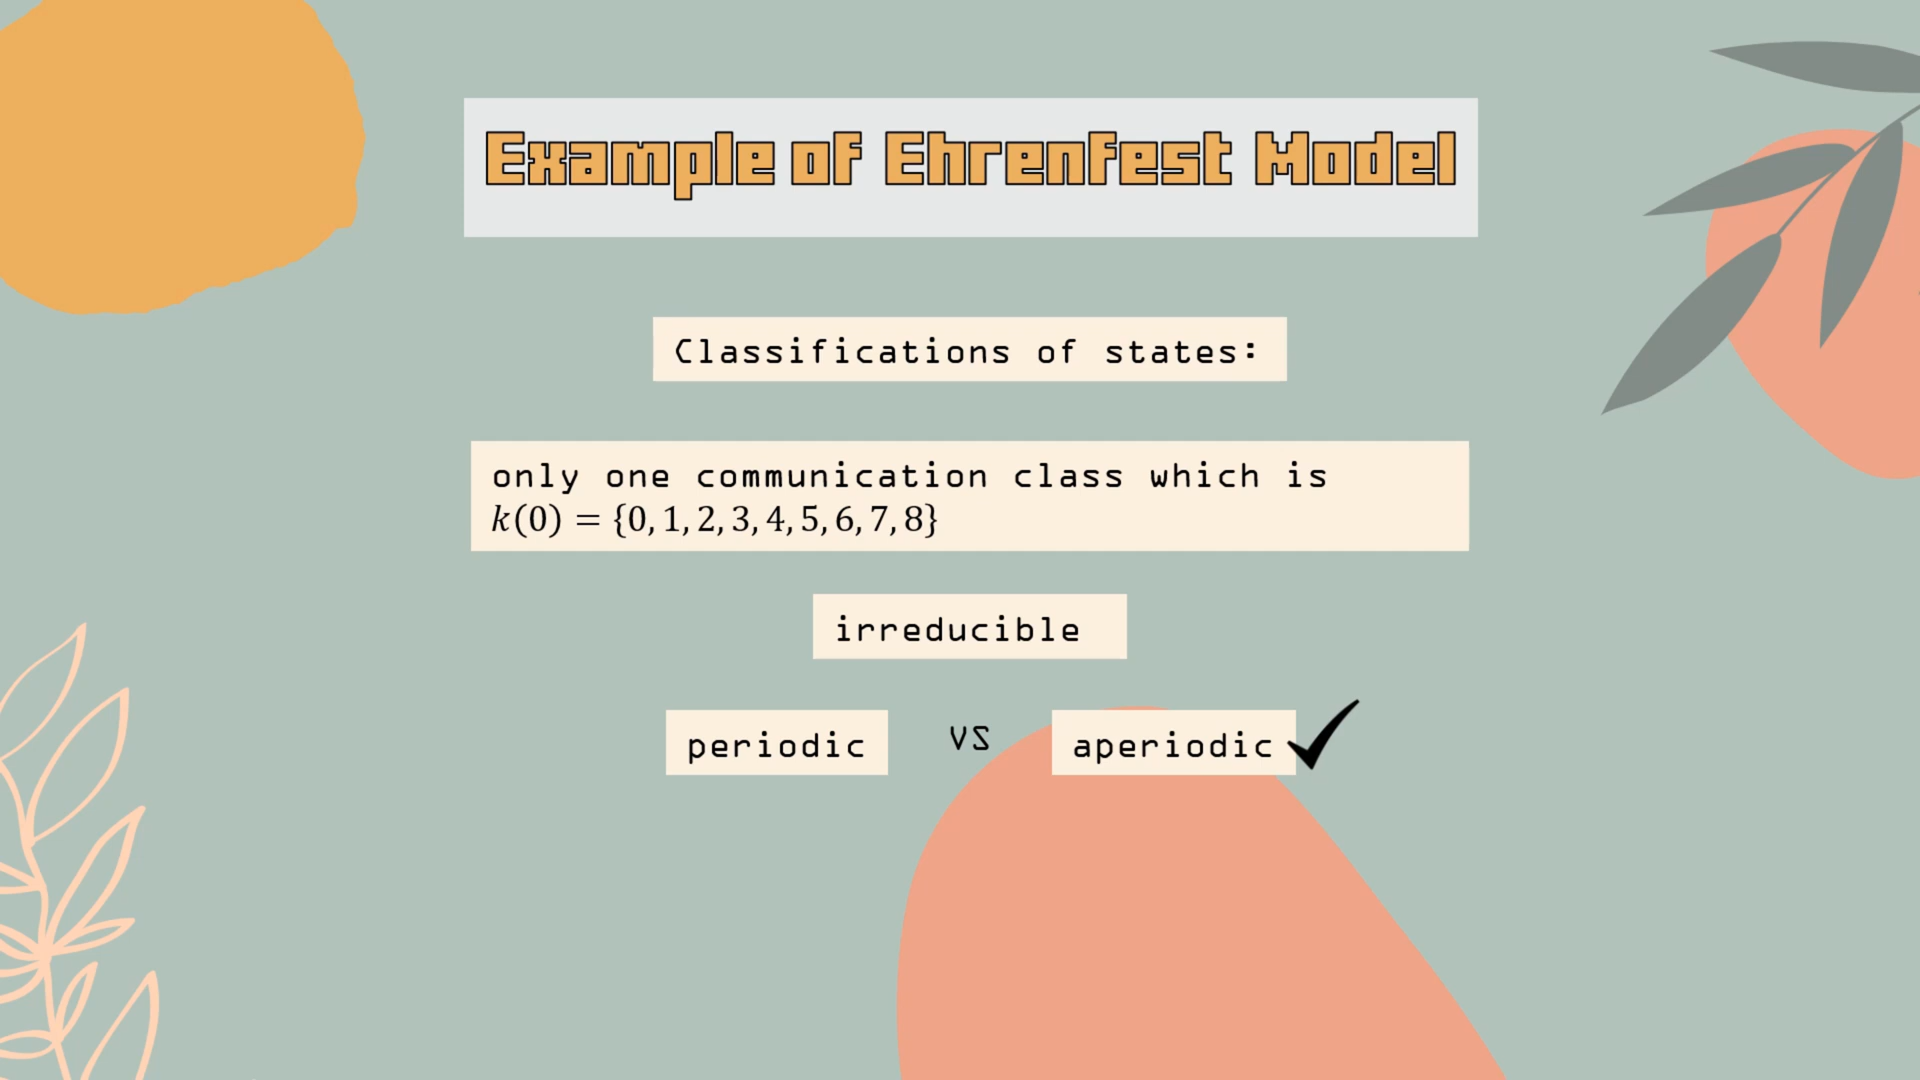 Example of Ehrenfest Model
Classifications of states:
only one communication class which is
k(0) = {0, 1, 2, 3, 4, 5, 6, 7, 8}
irreducible
periodic VS aperiodic